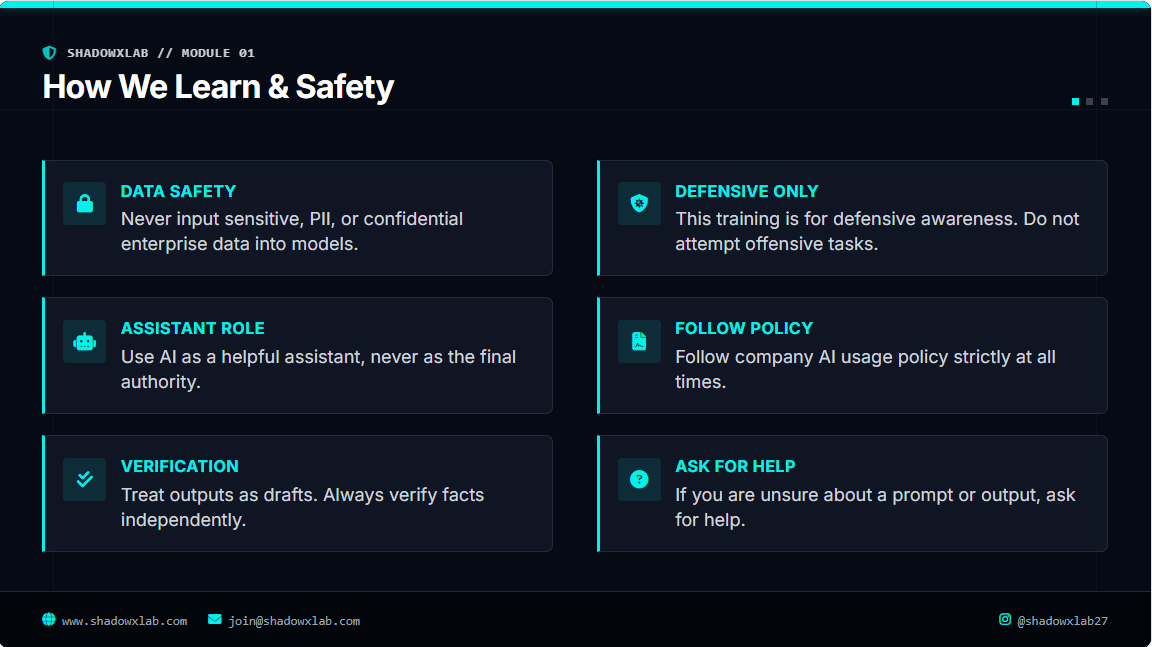 SHADOWXLAB // MODULE 01
How We Learn & Safety
DATA SAFETY
Never input sensitive, PII, or confidential
enterprise data into models.
DEFENSIVE ONLY
This training is for defensive awareness. Do not
attempt offensive tasks.
ASSISTANT ROLE
Use AI as a helpful assistant, never as the final
authority.
FOLLOW POLICY
Follow company AI usage policy strictly at all
times.
VERIFICATION
Treat outputs as drafts. Always verify facts
independently.
ASK FOR HELP
If you are unsure about a prompt or output, ask
for help.
www.shadowxlab.com
join@shadowxlab.com
@shadowxlab27